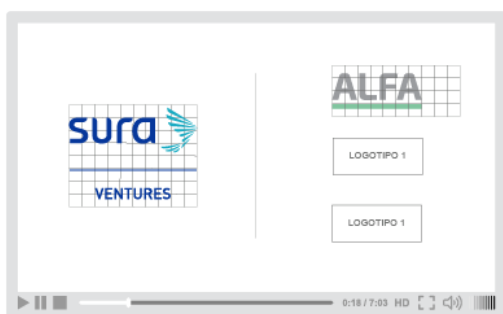 sura
VENTURES
ALFA
LOGOTIPO 1
LOGOTIPO 1
0:18 / 7:03 HD